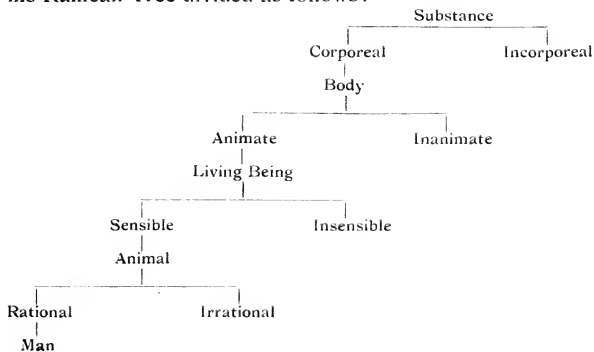 his Ramean Tree divided as follows:
Substance
Corporeal Incorporeal
Body
Animate Inanimate
Living Being
Sensible Insensible
Animal
Rational Irrational
Man